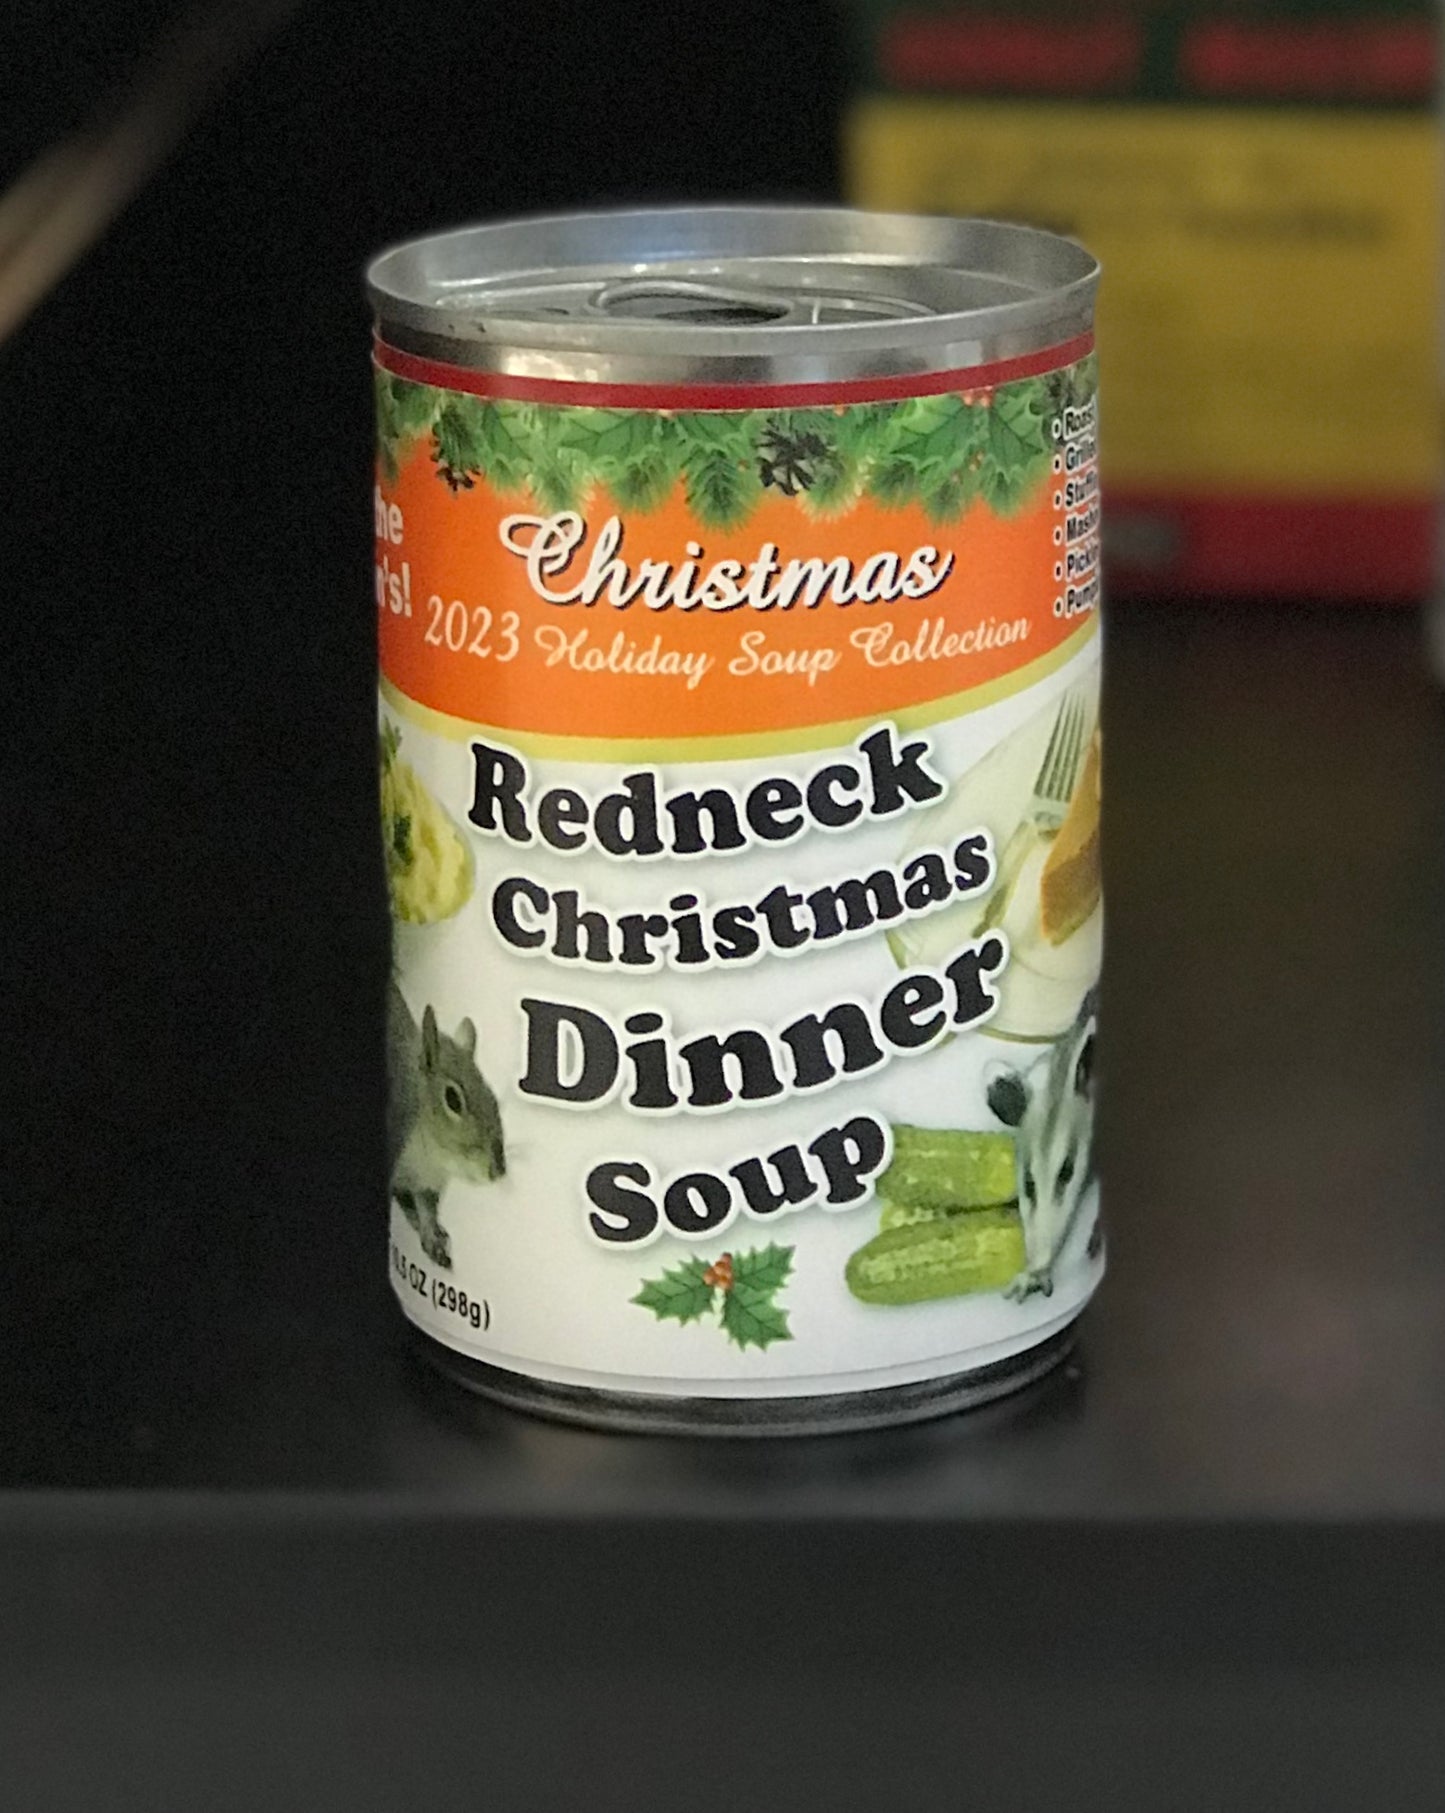 Christmas
2023 Holiday Soup Collection
Redneck
Christmas
Dinner
Soup
OZ (298g)